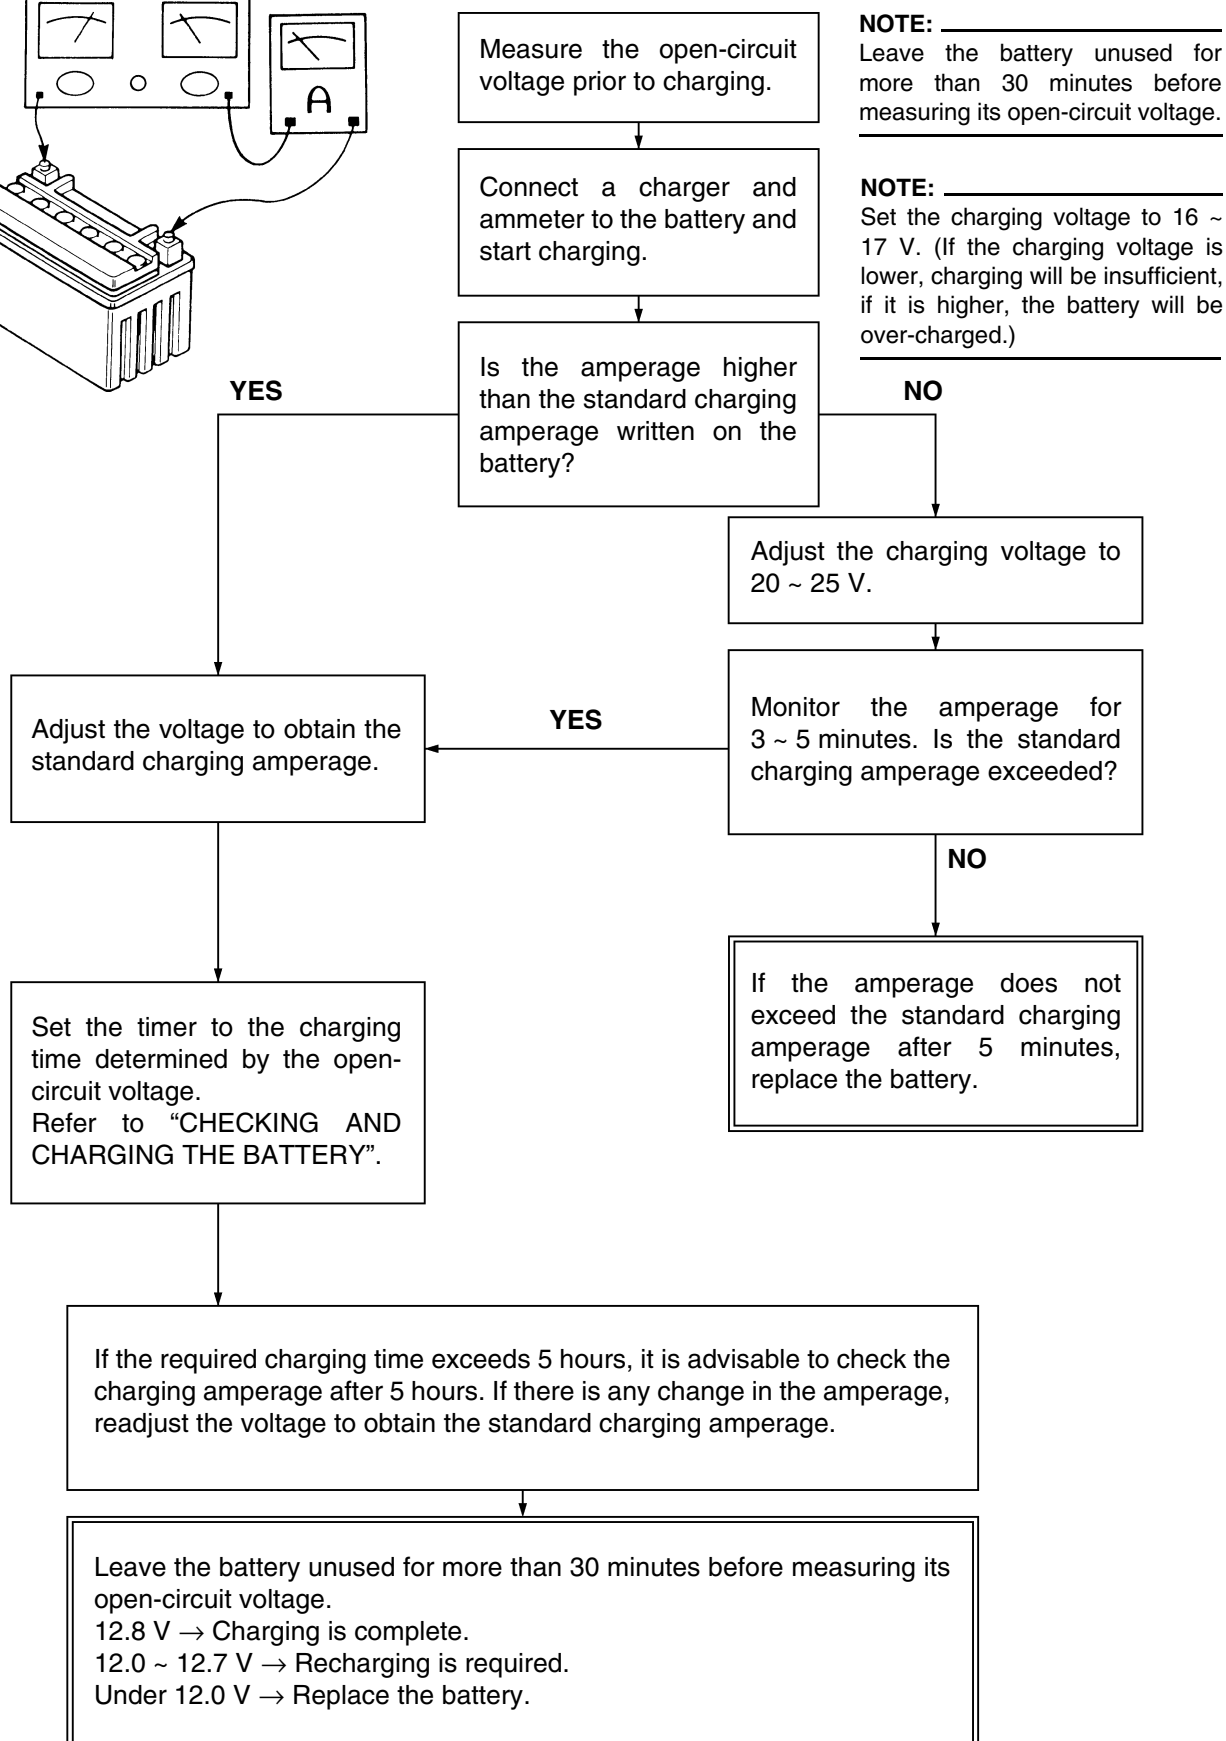 A
Measure the open-circuit
voltage prior to charging.
NOTE:
Leave the battery unused for
more than 30 minutes before
measuring its open-circuit voltage.
Connect a charger and
ammeter to the battery and
start charging.
NOTE:
Set the charging voltage to 16 ~
17 V. (If the charging voltage is
lower, charging will be insufficient,
if it is higher, the battery will be
over-charged.)
Is the amperage higher
than the standard charging
amperage written on the
battery?
YES
NO
Adjust the charging voltage to
20 ~ 25 V.
Monitor the amperage for
3 ~ 5 minutes. Is the standard
charging amperage exceeded?
YES
Adjust the voltage to obtain the
standard charging amperage.
NO
If the amperage does not
exceed the standard charging
amperage after 5 minutes,
replace the battery.
Set the timer to the charging
time determined by the open-
circuit voltage.
Refer to “CHECKING AND
CHARGING THE BATTERY”.
If the required charging time exceeds 5 hours, it is advisable to check the
charging amperage after 5 hours. If there is any change in the amperage,
readjust the voltage to obtain the standard charging amperage.
Leave the battery unused for more than 30 minutes before measuring its
open-circuit voltage.
12.8 V → Charging is complete.
12.0 ~ 12.7 V → Recharging is required.
Under 12.0 V → Replace the battery.